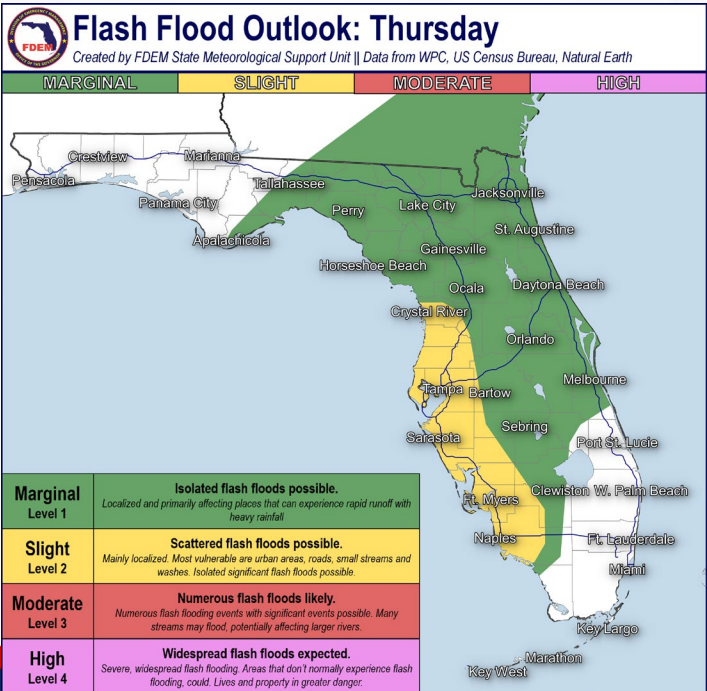 Flash Flood Outlook: Thursday
Created by FDEM State Meteorological Support Unit || Data from WPC, US Census Bureau, Natural Earth
FDEM
MARGINAL SLIGHT MODERATE HIGH
Crestview
Marianna
Pensacola
Tallahassee
Panama City
Apalachicola
Perry
Lake City
Jacksonville
St. Augustine
Gainesville
Horseshoe Beach
Ocala
Daytona Beach
Crystal River
Orlando
Tampa
Bartow
Melbourne
Sebring
Sarasota
Port St. Lucie
Ft. Myers
Clewiston
W. Palm Beach
Naples
Ft. Lauderdale
Miami
Key Largo
Marathon
Key West
Marginal
Level 1
Isolated flash floods possible.
Localized and primarily affecting places that can experience rapid runoff with
heavy rainfall
Slight
Level 2
Scattered flash floods possible.
Mainly localized. Most vulnerable are urban areas, roads, small streams and
washes. Isolated significant flash floods possible.
Moderate
Level 3
Numerous flash floods likely.
Numerous flash flooding events with significant events possible. Many
streams may flood, potentially affecting larger rivers.
High
Level 4
Widespread flash floods expected.
Severe, widespread flash flooding. Areas that don't normally experience flash
flooding, could. Lives and property in greater danger.